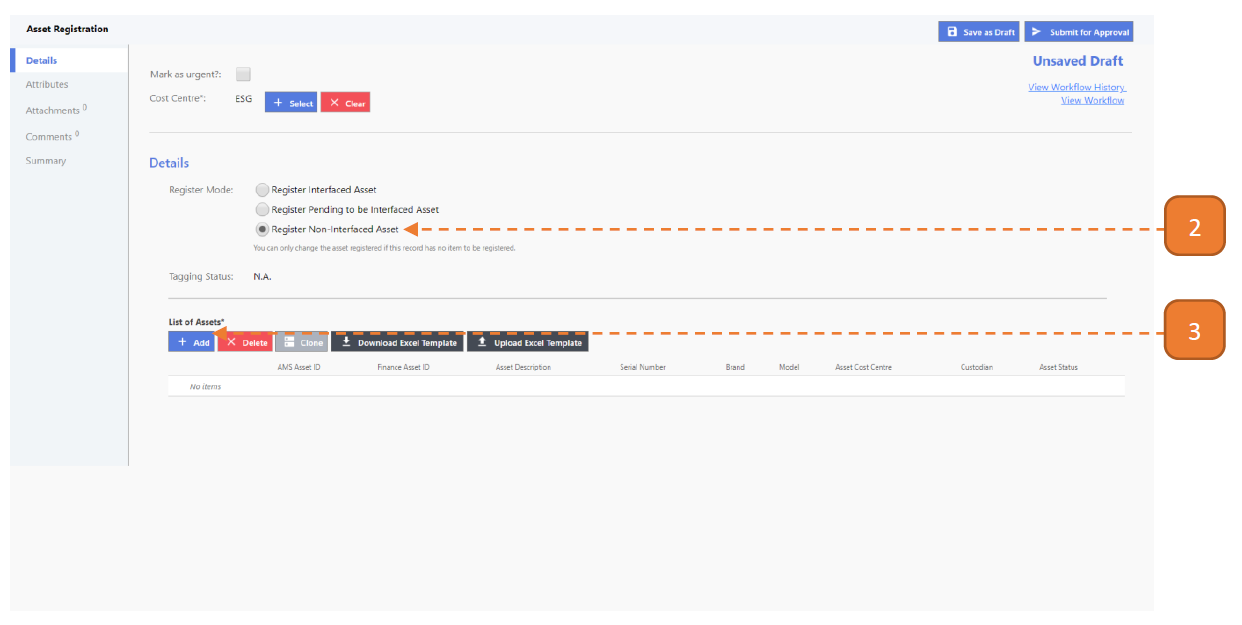 Asset Registration
Save as Draft
Submit for Approval
Details
Attributes
Attachments 0
Comments 0
Summary
Mark as urgent?:
Cost Centre*: ESG + Select × Clear
Unsaved Draft
View Workflow History
View Workflow
Details
Register Mode: Register Interfaced Asset
Register Pending to be Interfaced Asset
Register Non-Interfaced Asset
2
You can only change the asset registered if this record has no item to be registered.
Tagging Status: N.A.
List of Assets*
3
+ Add × Delete Clone Download Excel Template Upload Excel Template
AMS Asset ID Finance Asset ID Asset Description Serial Number Brand Model Asset Cost Centre Custodian Asset Status
No items